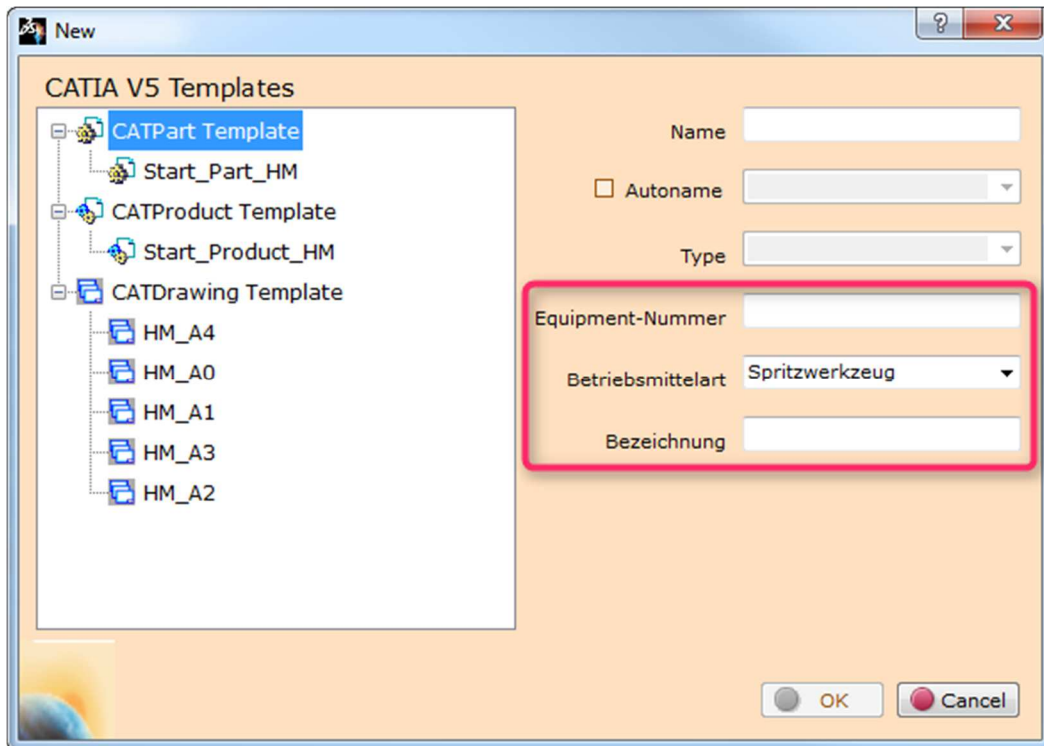 New
CATIA V5 Templates
CATPart Template
Start_Part_HM
CATProduct Template
Start_Product_HM
CATDrawing Template
HM_A4
HM_A0
HM_A1
HM_A3
HM_A2
Name
Autoname
Type
Equipment-Nummer
Betriebsmittelart Spritzwerkzeug
Bezeichnung
OK Cancel